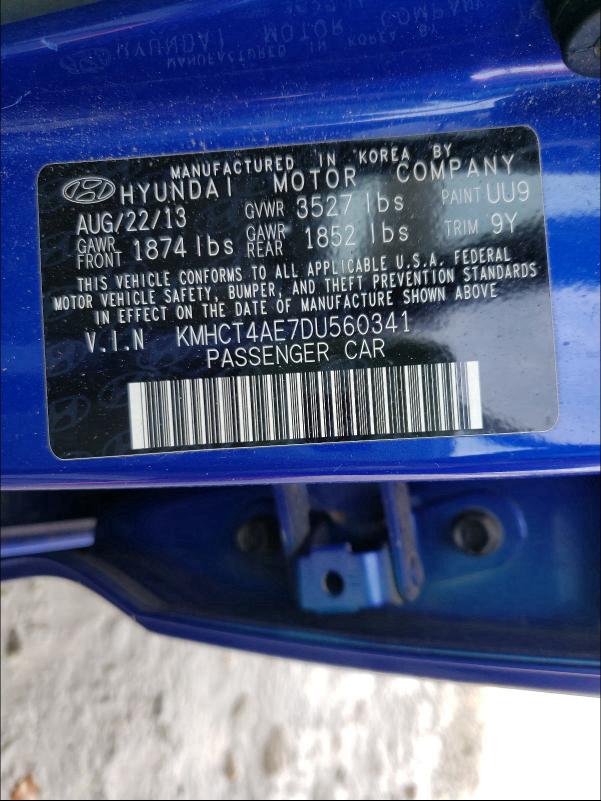 MANUFACTURED IN KOREA BY
HYUNDAI MOTOR COMPANY
AUG/22/13 GVWR 3527 lbs PAINT UU9
GAWR FRONT 1874 lbs GAWR REAR 1852 lbs TRIM 9Y
THIS VEHICLE CONFORMS TO ALL APPLICABLE U.S.A. FEDERAL
MOTOR VEHICLE SAFETY, BUMPER, AND THEFT PREVENTION STANDARDS
IN EFFECT ON THE DATE OF MANUFACTURE SHOWN ABOVE
V.I.N KMHCT4AE7DU560341
PASSENGER CAR